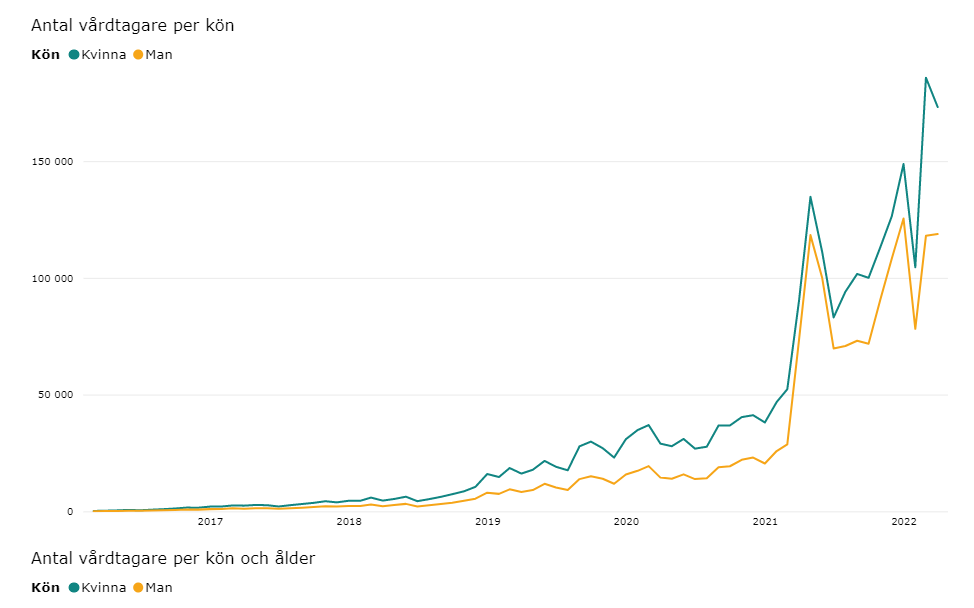 Antal vårdtagare per kön
Kön Kvinna Man
150 000
100 000
50 000
0
2017 2018 2019 2020 2021 2022
Antal vårdtagare per kön och ålder
Kön Kvinna Man